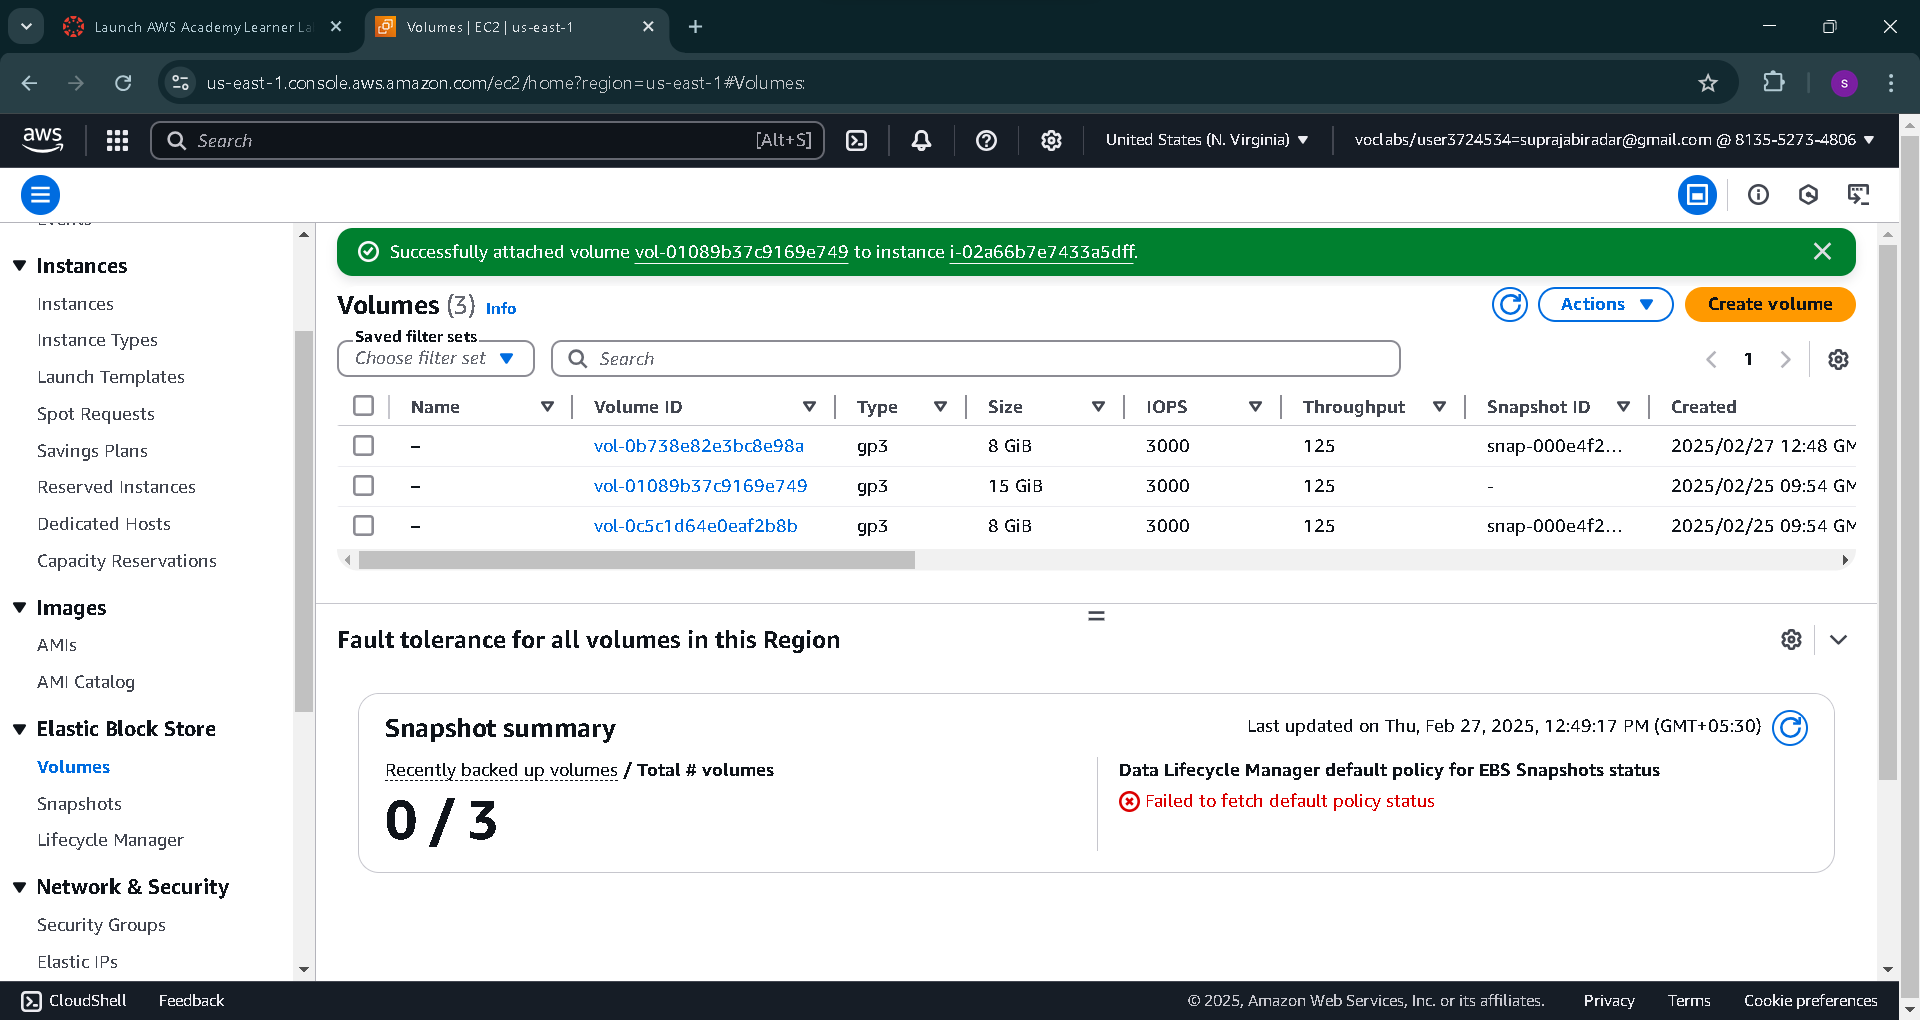 Launch AWS Academy Learner La
Volumes | EC2 | us-east-1
us-east-1.console.aws.amazon.com/ec2/home?region=us-east-1#Volumes:
S
aws
Search
[Alt+S]
United States (N. Virginia)
voclabs/user3724534=suprajabiradar@gmail.com @ 8135-5273-4806
Events
Instances
Instances
Instance Types
Launch Templates
Spot Requests
Savings Plans
Reserved Instances
Dedicated Hosts
Capacity Reservations
Images
AMIs
AMI Catalog
Elastic Block Store
Volumes
Snapshots
Lifecycle Manager
Network & Security
Security Groups
Elastic IPs
Successfully attached volume vol-01089b37c9169e749 to instance i-02a66b7e7433a5dff.
Volumes (3) Info
Actions
Create volume
Saved filter sets
Choose filter set
Search
1
Name Volume ID Type Size IOPS Throughput Snapshot ID Created
– vol-0b738e82e3bc8e98a gp3 8 GiB 3000 125 snap-000e4f2... 2025/02/27 12:48 GM
– vol-01089b37c9169e749 gp3 15 GiB 3000 125 - 2025/02/25 09:54 GM
– vol-0c5c1d64e0eaf2b8b gp3 8 GiB 3000 125 snap-000e4f2... 2025/02/25 09:54 GM
Fault tolerance for all volumes in this Region
Snapshot summary
Last updated on Thu, Feb 27, 2025, 12:49:17 PM (GMT+05:30)
Recently backed up volumes / Total # volumes
0 / 3
Data Lifecycle Manager default policy for EBS Snapshots status
Failed to fetch default policy status
CloudShell
Feedback
© 2025, Amazon Web Services, Inc. or its affiliates.
Privacy
Terms
Cookie preferences